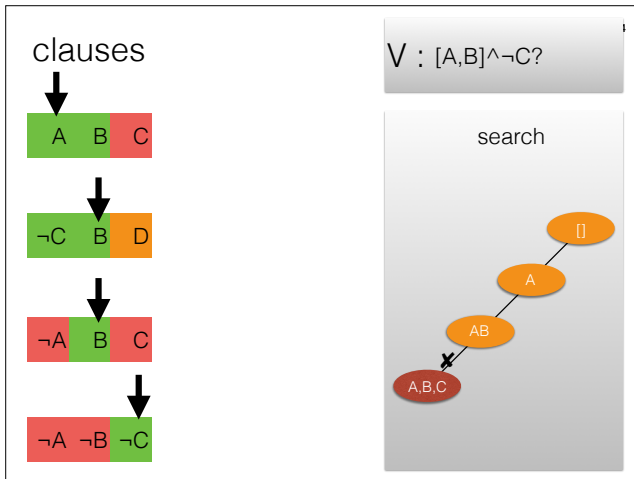 clauses
A B C
¬C B D
¬A B C
¬A ¬B ¬C
V : [A,B]^¬C?
search
[]
A
AB
A,B,C